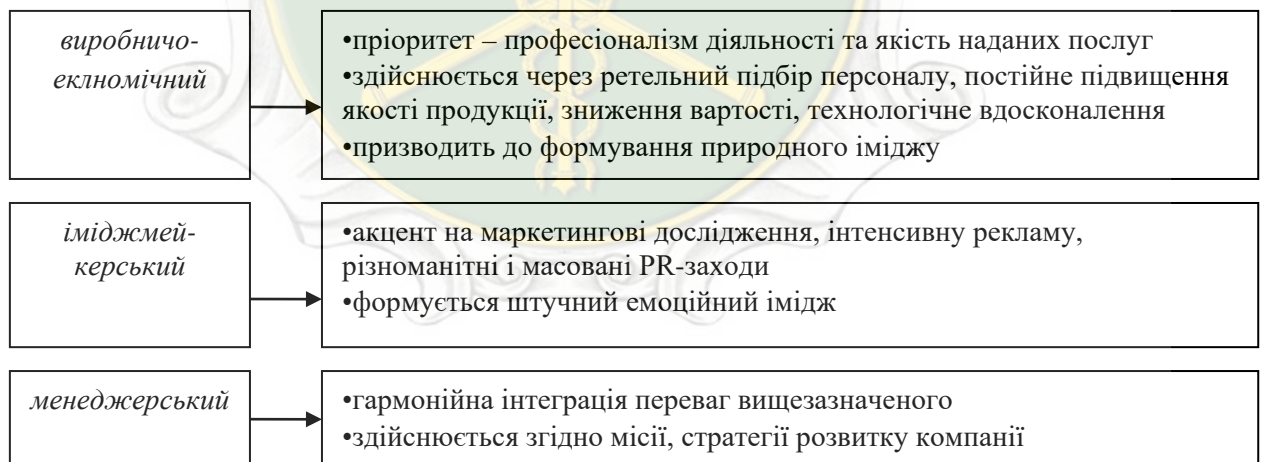 виробничо-
еклнომічний
•пріоритет – професіоналізм діяльності та якість наданих послуг
•здійснюється через ретельний підбір персоналу, постійне підвищення
якості продукції, зниження вартості, технологічне вдосконалення
•призводить до формування природного іміджу
іміджмей-
керський
•акцент на маркетингові дослідження, інтенсивну рекламу,
різноманітні і масовані PR-заходи
•формується штучний емоційний імідж
менеджерський
•гармонійна інтеграція переваг вищезазначеного
•здійснюється згідно місії, стратегії розвитку компанії